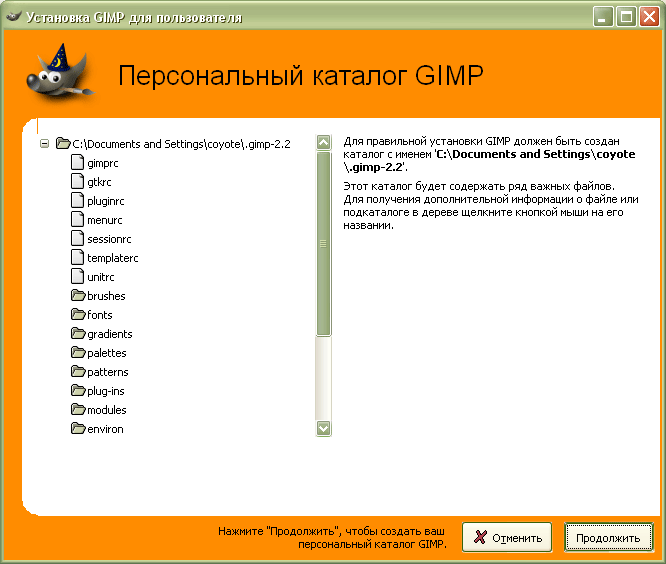 Установка GIMP для пользователя
Персональный каталог GIMP
C:\Documents and Settings\coyote\.gimp-2.2
gimprc
gtkrc
pluginrc
menurc
sessionrc
templaterc
unitrc
brushes
fonts
gradients
palettes
patterns
plug-ins
modules
environ
Для правильной установки GIMP должен быть создан
каталог с именем 'C:\Documents and Settings\coyote
\.gimp-2.2'.
Этот каталог будет содержать ряд важных файлов.
Для получения дополнительной информации о файле или
подкаталоге в дереве щелкните кнопкой мыши на его
названии.
Нажмите "Продолжить", чтобы создать ваш
персональный каталог GIMP.
Отменить
Продолжить